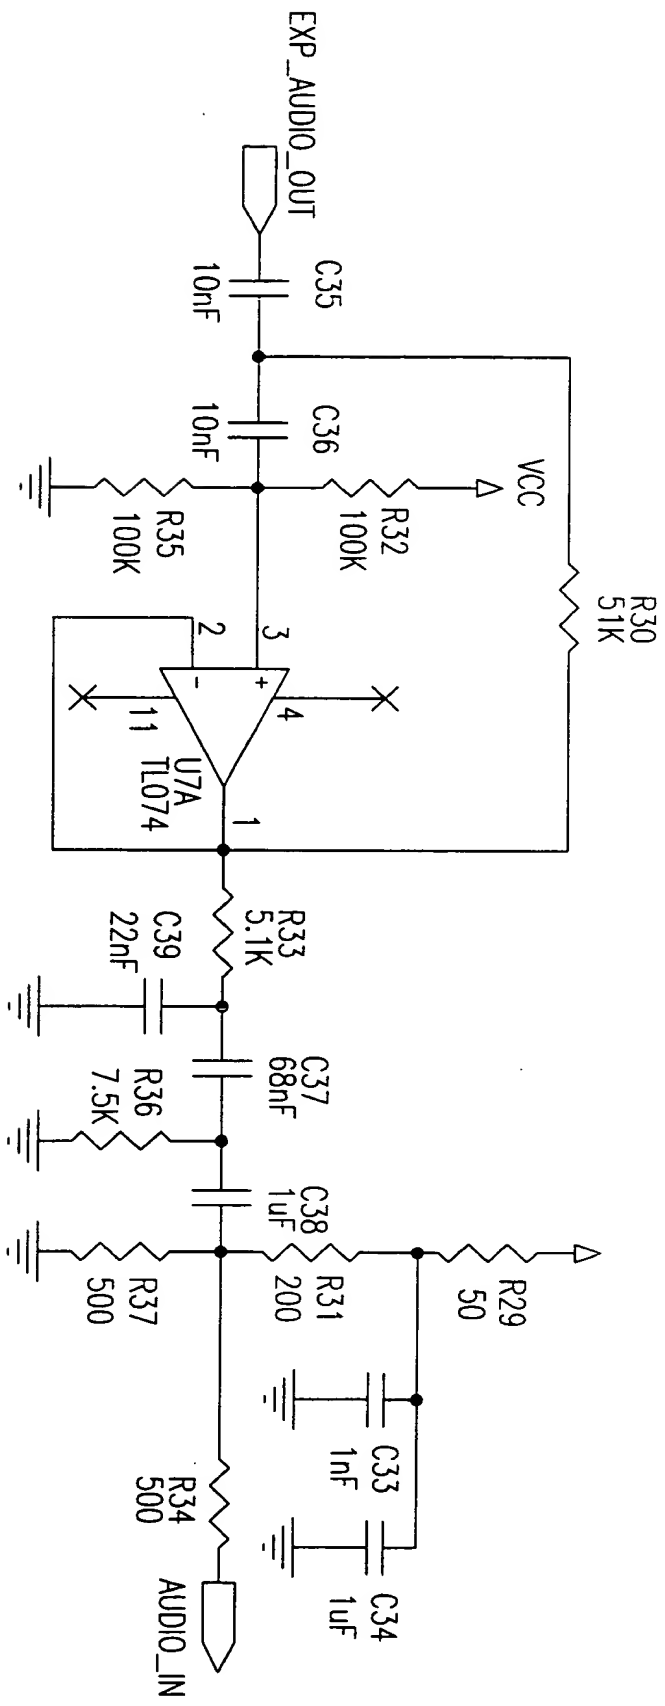 EXP_AUDIO_OUT
C35
10nF
C36
10nF
VCC
R32
100K
R35
100K
R30
51K
3
2
+
-
4
11
1
U7A
TL074
R33
5.1K
C39
22nF
C37
68nF
R36
7.5K
C38
1uF
R37
500
R31
200
R29
50
C33
1nF
C34
1uF
R34
500
AUDIO_IN